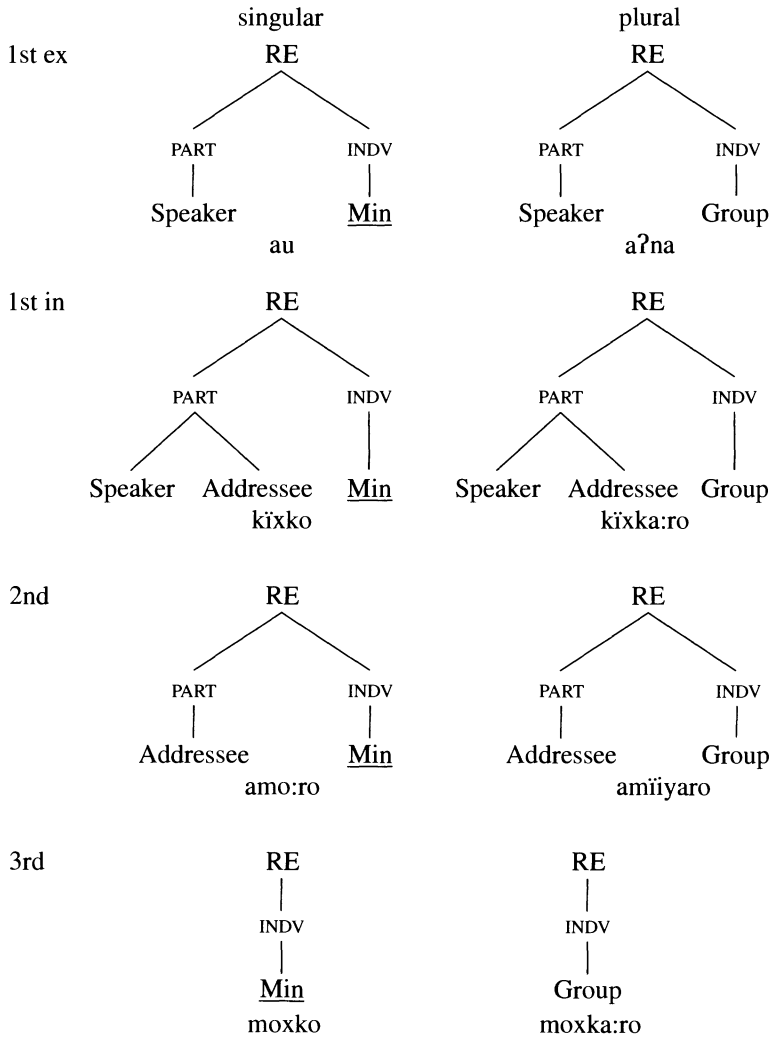 singular plural
1st ex RE RE
PART INDV PART INDV
Speaker Min Speaker Group
au aʔna
1st in RE RE
PART INDV PART INDV
Speaker Addressee Min Speaker Addressee Group
kïxko kïxka:ro
2nd RE RE
PART INDV PART INDV
Addressee Min Addressee Group
amo:ro amïiyaro
3rd RE RE
INDV INDV
Min Group
moxko moxka:ro